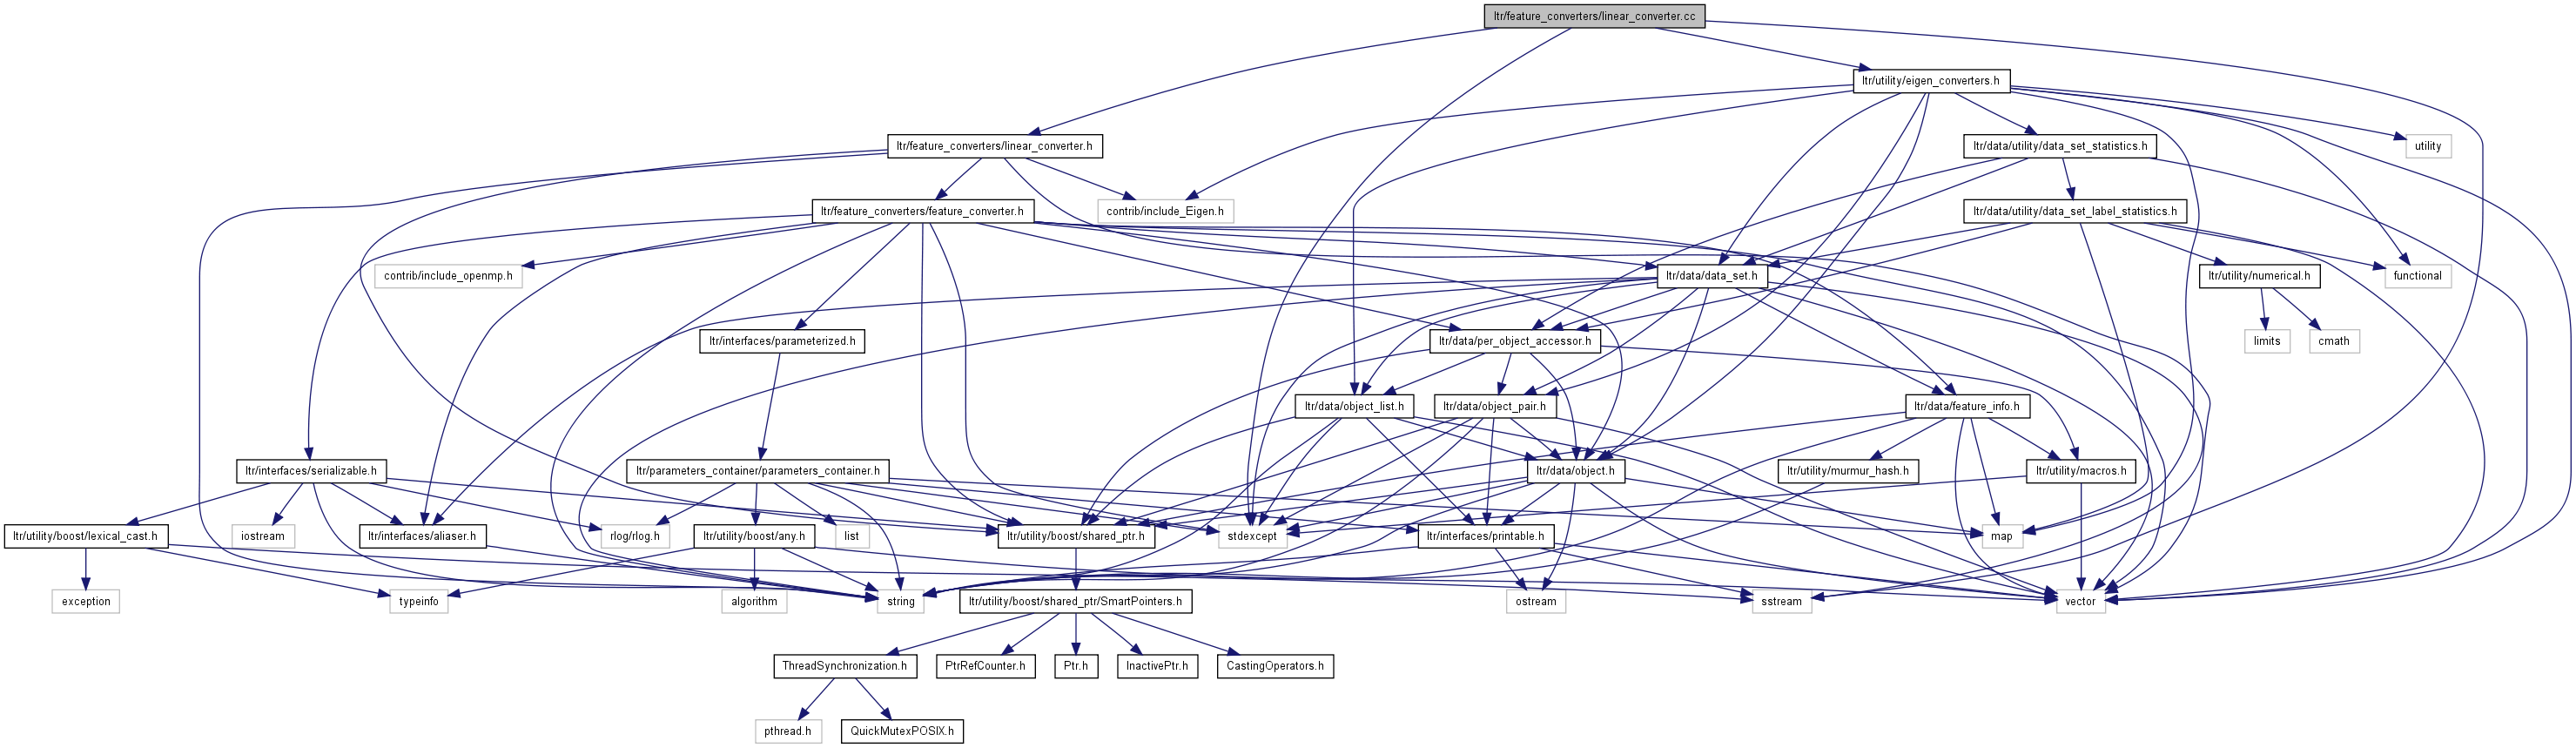 ltr/feature_converters/linear_converter.cc
ltr/utility/eigen_converters.h
ltr/feature_converters/linear_converter.h
ltr/data/utility/data_set_statistics.h
utility
ltr/feature_converters/feature_converter.h
contrib/include_Eigen.h
ltr/data/utility/data_set_label_statistics.h
contrib/include_openmp.h
ltr/data/data_set.h
ltr/utility/numerical.h
functional
ltr/interfaces/parameterized.h
ltr/data/per_object_accessor.h
limits
cmath
ltr/data/object_list.h
ltr/data/object_pair.h
ltr/data/feature_info.h
ltr/interfaces/serializable.h
ltr/parameters_container/parameters_container.h
ltr/data/object.h
ltr/utility/murmur_hash.h
ltr/utility/macros.h
ltr/utility/boost/lexical_cast.h
iostream
ltr/interfaces/aliaser.h
rlog/rlog.h
ltr/utility/boost/any.h
list
ltr/utility/boost/shared_ptr.h
stdexcept
ltr/interfaces/printable.h
map
exception
typeinfo
algorithm
string
ltr/utility/boost/shared_ptr/SmartPointers.h
ostream
sstream
vector
ThreadSynchronization.h
PtrRefCounter.h
Ptr.h
InactivePtr.h
CastingOperators.h
pthread.h
QuickMutexPOSIX.h